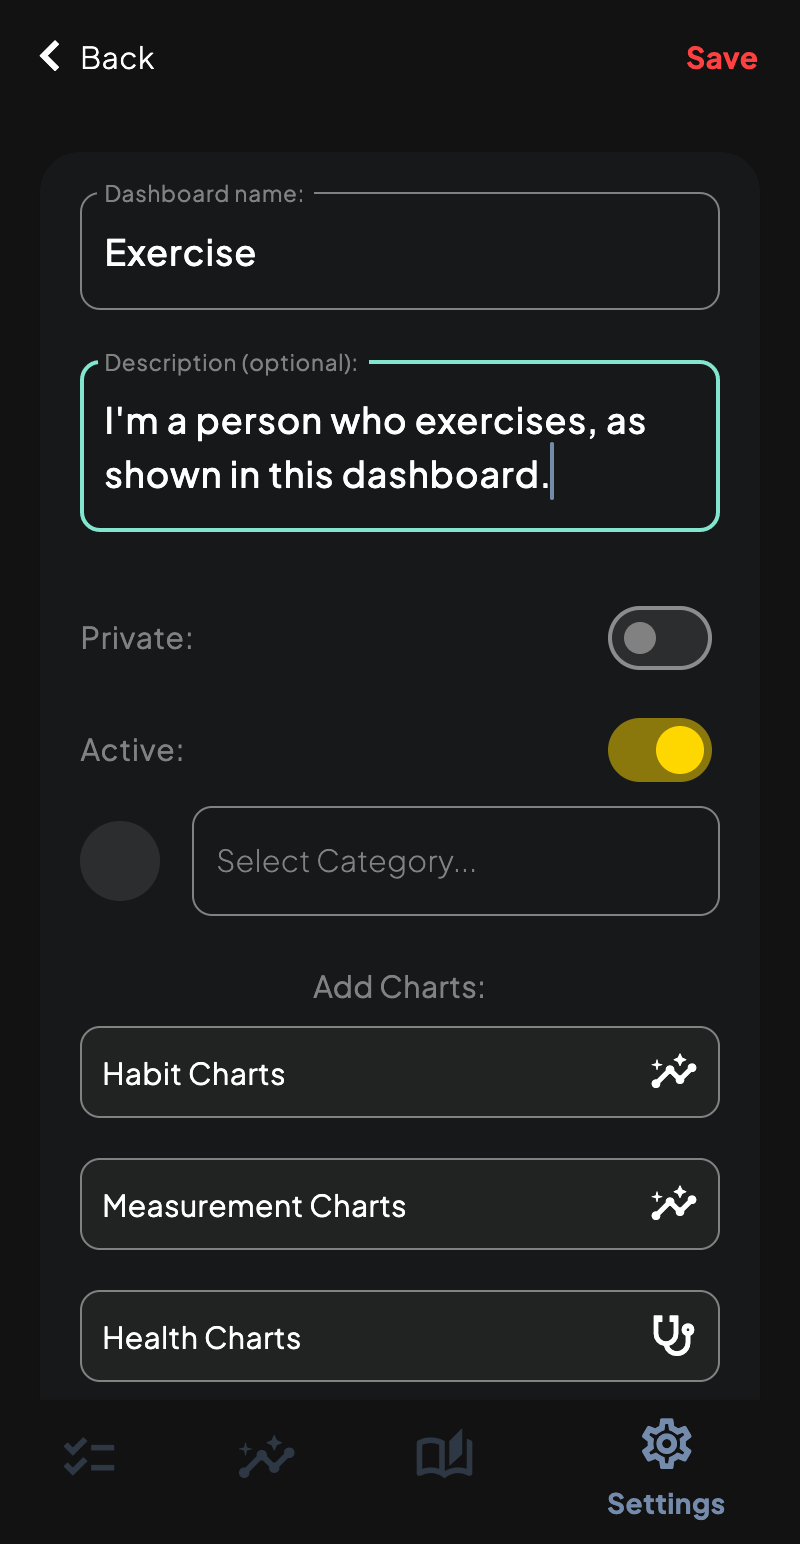 Back
Save
Dashboard name:
Exercise
Description (optional):
I'm a person who exercises, as
shown in this dashboard.
Private:
Active:
Select Category...
Add Charts:
Habit Charts
Measurement Charts
Health Charts
Settings